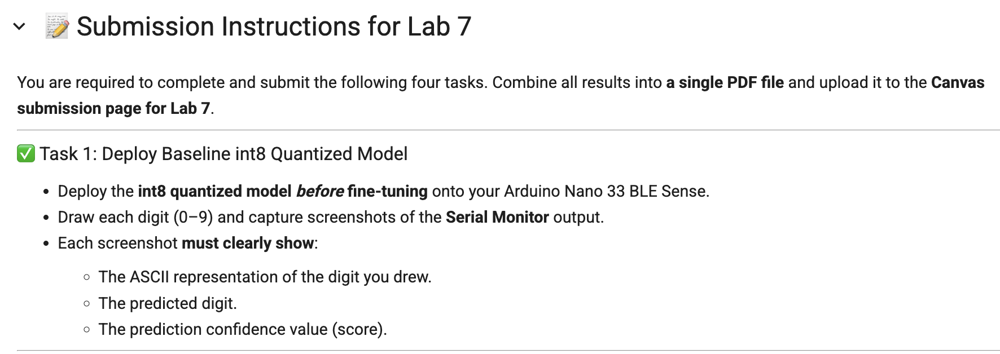 Submission Instructions for Lab 7
You are required to complete and submit the following four tasks. Combine all results into a single PDF file and upload it to the Canvas
submission page for Lab 7.
Task 1: Deploy Baseline int8 Quantized Model
Deploy the int8 quantized model before fine-tuning onto your Arduino Nano 33 BLE Sense.
Draw each digit (0–9) and capture screenshots of the Serial Monitor output.
Each screenshot must clearly show:
The ASCII representation of the digit you drew.
The predicted digit.
The prediction confidence value (score).